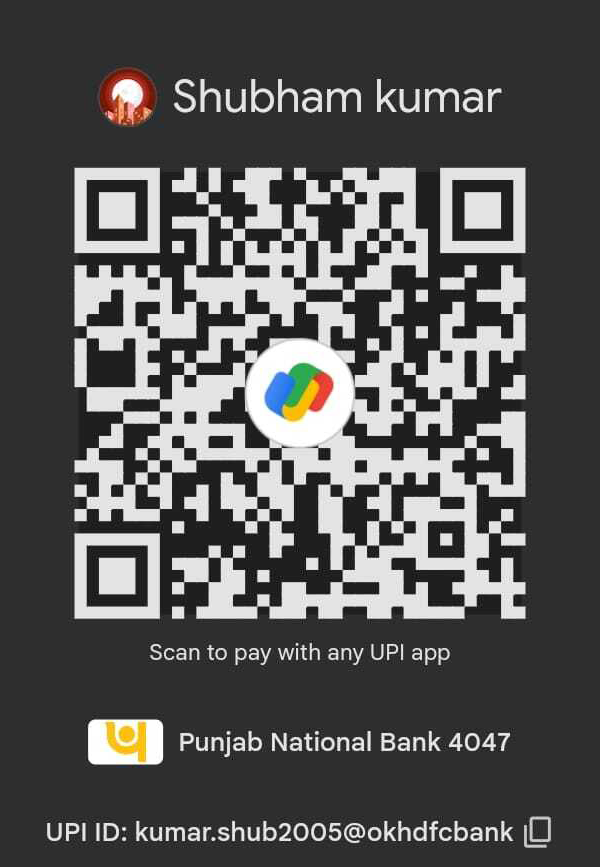 Shubham kumar
Scan to pay with any UPI app
Punjab National Bank 4047
UPI ID: kumar.shub2005@okhdfcbank